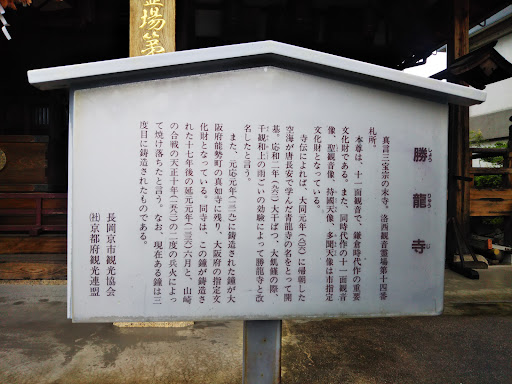 霊場第
勝龍寺
しょう
りゅう
じ
真言三宝宗の末寺。洛西観音霊場第十四番
札所。
本尊は、十一面観音で、鎌倉時代作の重要
文化財である。また、同時代作の十一面観音
像、聖観音像、持國天像、多聞天像は市指定
文化財となっている。
寺伝によれば、大同元年（八〇六）に帰朝した
空海が唐長安で学んだ青龍寺の名をとって開
基。応和二年（九六二）大干ばつ、大飢饉の際、
千観和上の雨ごいの効験によって勝龍寺と改
名したと言う。
また、元応元年（一三一九）に鋳造された鐘が大
阪府能勢町の真如寺に残り、大阪府の指定文
化財となっている。同寺は、この鐘が鋳造さ
れた十七年後の延元元年（一三三六）六月と、山崎
の合戦の天正十年（一五八二）の二度の兵火によっ
て焼け落ちたと言う。なお、現在ある鐘は三
度目に鋳造されたものである。
長岡京市観光協会
㈳京都府観光連盟